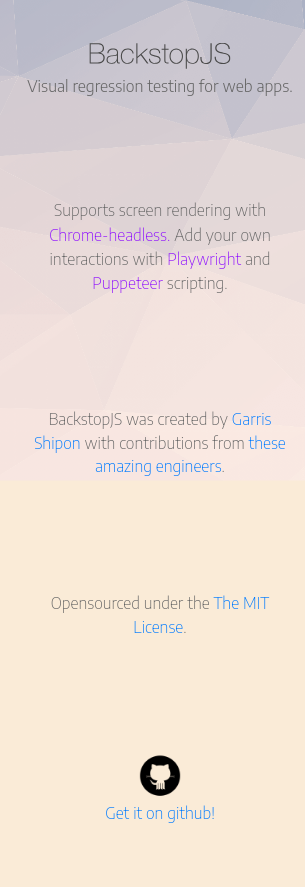 BackstopJS
Visual regression testing for web apps.
Supports screen rendering with
Chrome-headless. Add your own
interactions with Playwright and
Puppeteer scripting.
BackstopJS was created by Garris
Shipon with contributions from these
amazing engineers.
Opensourced under the The MIT
License.
Get it on github!